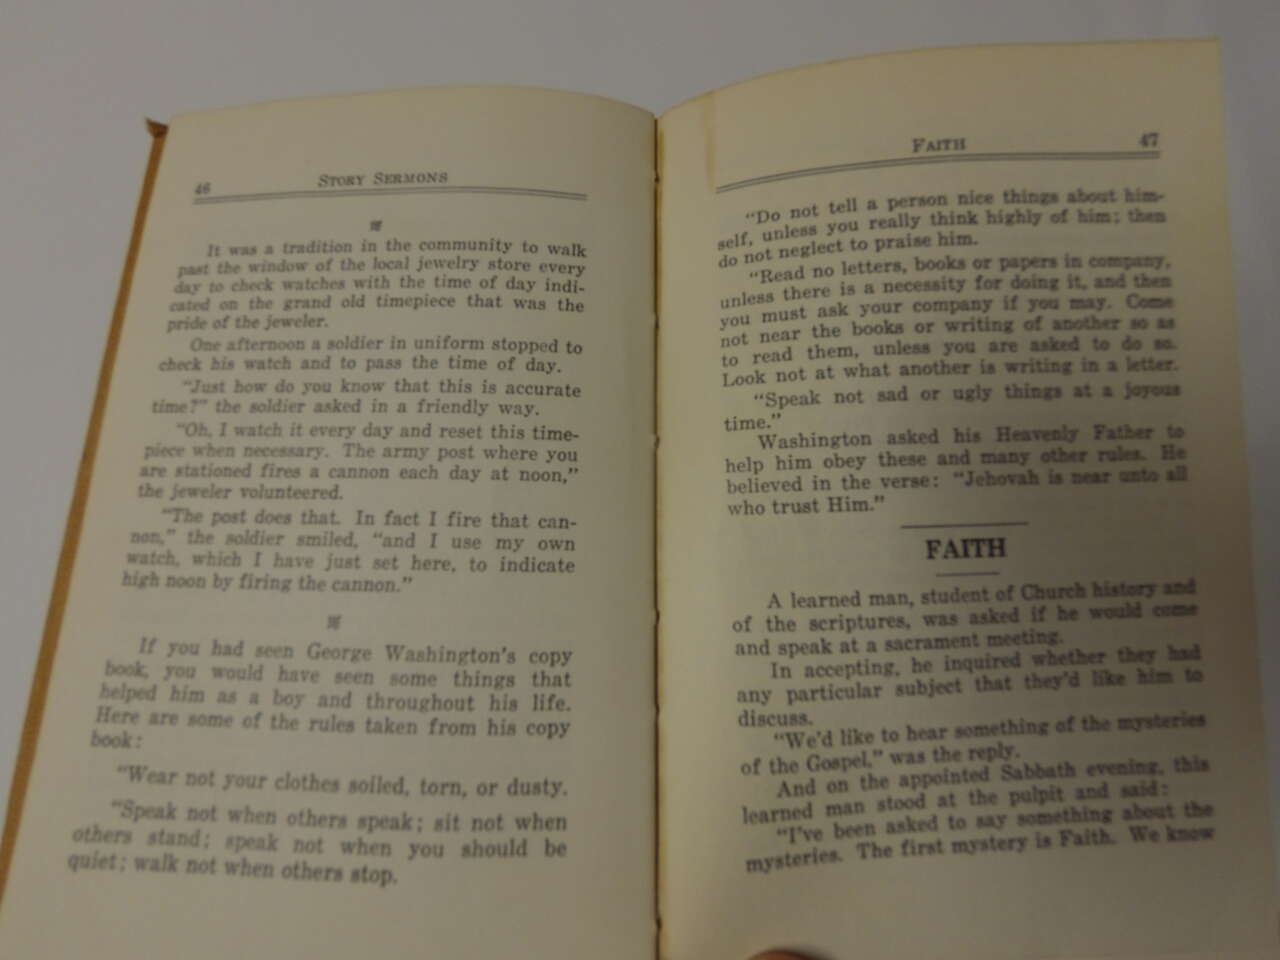 46 STORY SERMONS
It was a tradition in the community to walk
past the window of the local jewelry store every
day to check watches with the time of day indi-
cated on the grand old timepiece that was the
pride of the jeweler.
One afternoon a soldier in uniform stopped to
check his watch and to pass the time of day.
"Just how do you know that this is accurate
time?" the soldier asked in a friendly way.
"Oh, I watch it every day and reset this time-
piece when necessary. The army post where you
are stationed fires a cannon each day at noon,"
the jeweler volunteered.
"The post does that. In fact I fire that can-
non," the soldier smiled, "and I use my own
watch, which I have just set here, to indicate
high noon by firing the cannon."
If you had seen George Washington's copy
book, you would have seen some things that
helped him as a boy and throughout his life.
Here are some of the rules taken from his copy
book:
"Wear not your clothes soiled, torn, or dusty.
"Speak not when others speak; sit not when
others stand; speak not when you should be
quiet; walk not when others stop.
FAITH 47
"Do not tell a person nice things about him-
self, unless you really think highly of him; then
do not neglect to praise him.
"Read no letters, books or papers in company,
unless there is a necessity for doing it, and then
you must ask your company if you may. Come
not near the books or writing of another so as
to read them, unless you are asked to do so.
Look not at what another is writing in a letter.
"Speak not sad or ugly things at a joyous
time."
Washington asked his Heavenly Father to
help him obey these and many other rules. He
believed in the verse: "Jehovah is near unto all
who trust Him."
FAITH
A learned man, student of Church history and
of the scriptures, was asked if he would come
and speak at a sacrament meeting.
In accepting, he inquired whether they had
any particular subject that they'd like him to
discuss.
"We'd like to hear something of the mysteries
of the Gospel," was the reply.
And on the appointed Sabbath evening, this
learned man stood at the pulpit and said:
"I've been asked to say something about the
mysteries. The first mystery is Faith. We know